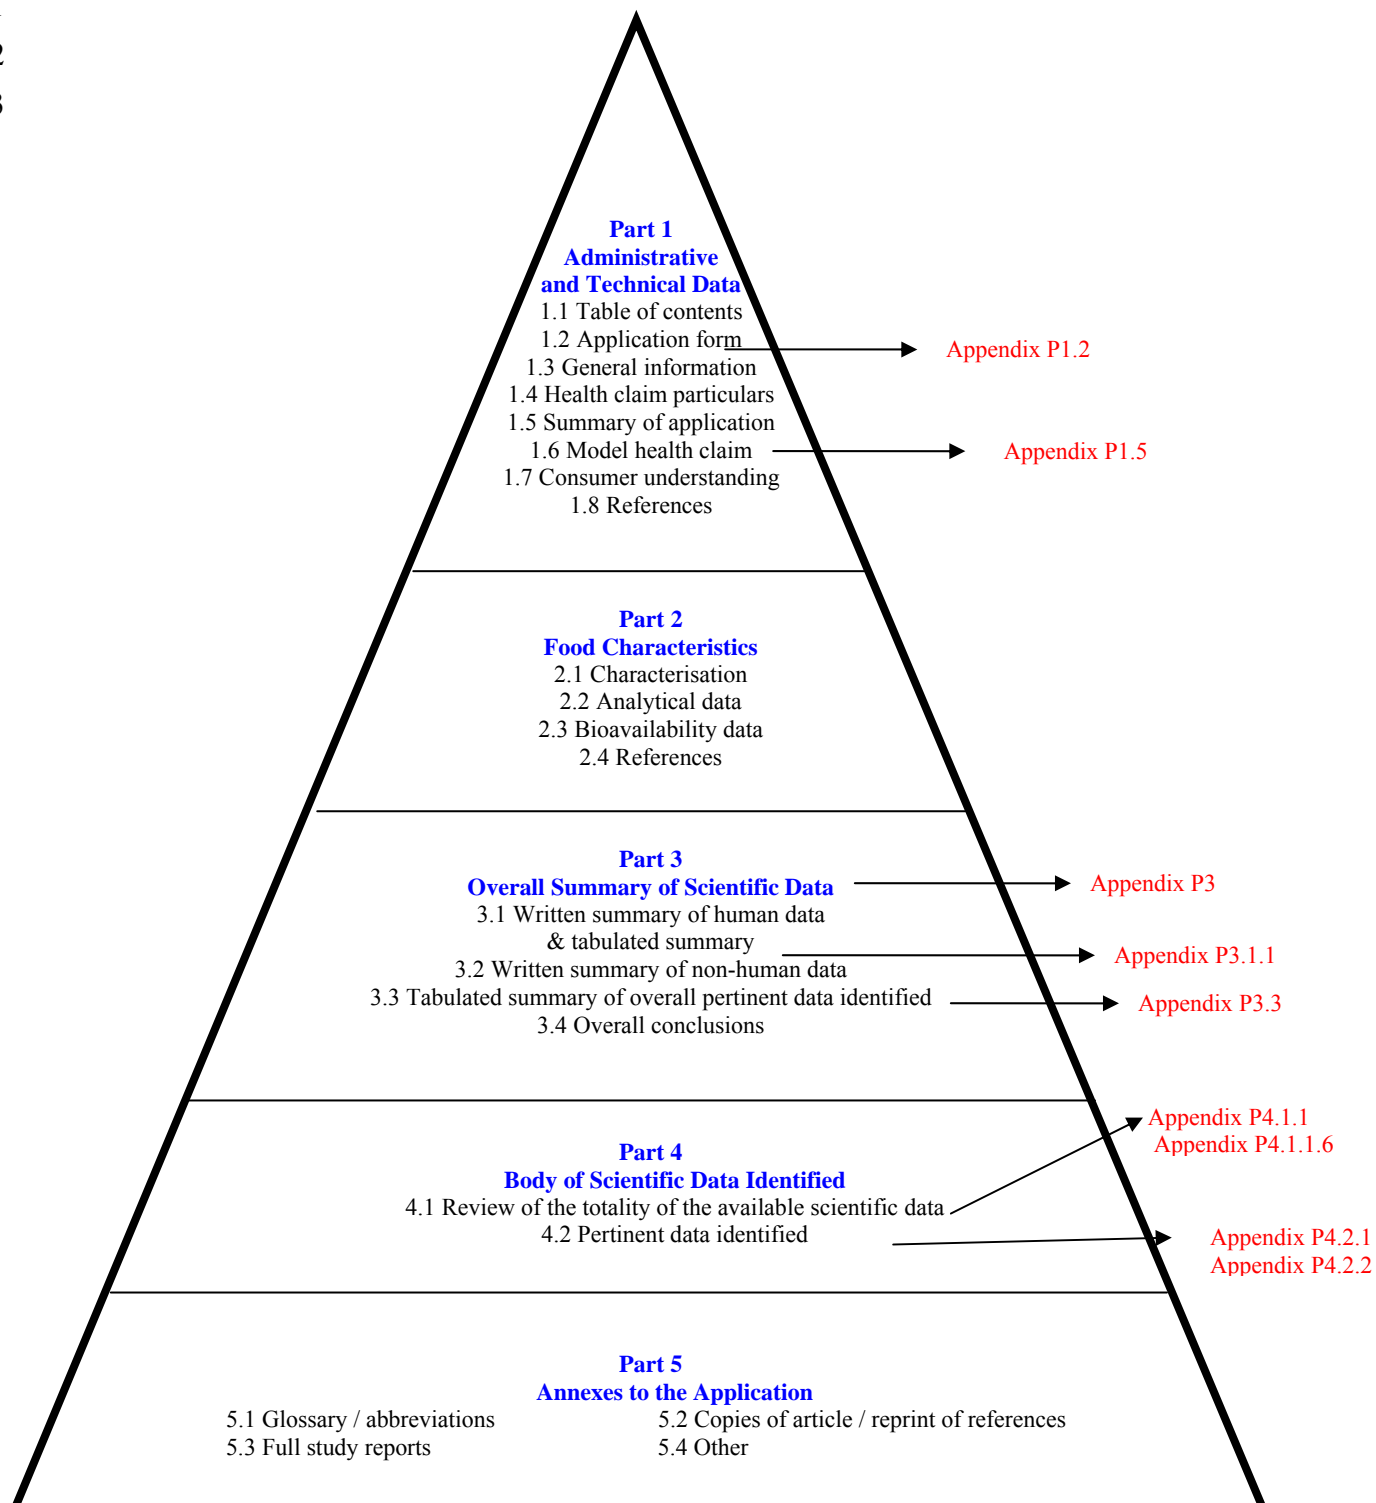 2
3
Part 1
Administrative
and Technical Data
1.1 Table of contents
1.2 Application form
Appendix P1.2
1.3 General information
1.4 Health claim particulars
1.5 Summary of application
1.6 Model health claim
Appendix P1.5
1.7 Consumer understanding
1.8 References
Part 2
Food Characteristics
2.1 Characterisation
2.2 Analytical data
2.3 Bioavailability data
2.4 References
Part 3
Overall Summary of Scientific Data
Appendix P3
3.1 Written summary of human data
& tabulated summary
Appendix P3.1.1
3.2 Written summary of non-human data
3.3 Tabulated summary of overall pertinent data identified
Appendix P3.3
3.4 Overall conclusions
Appendix P4.1.1
Appendix P4.1.1.6
Part 4
Body of Scientific Data Identified
4.1 Review of the totality of the available scientific data
4.2 Pertinent data identified
Appendix P4.2.1
Appendix P4.2.2
Part 5
Annexes to the Application
5.1 Glossary / abbreviations
5.2 Copies of article / reprint of references
5.3 Full study reports
5.4 Other